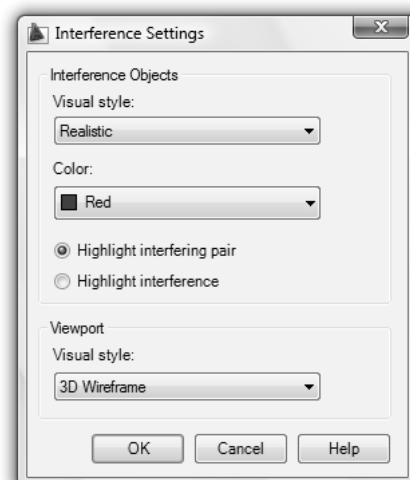 Interference Settings
Interference Objects
Visual style:
Realistic
Color:
Red
Highlight interfering pair
Highlight interference
Viewport
Visual style:
3D Wireframe
OK Cancel Help